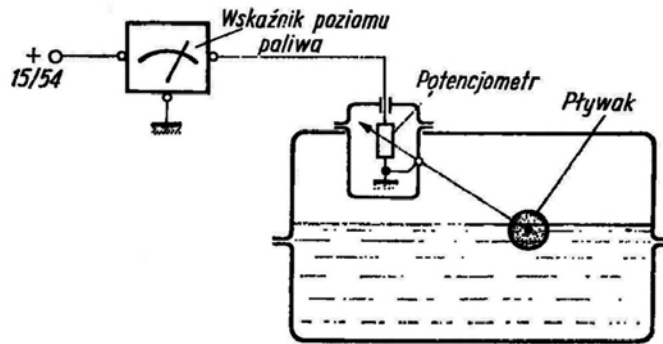 Wskaźnik poziomu
paliwa
+
15/54
Potencjometr
Pływak